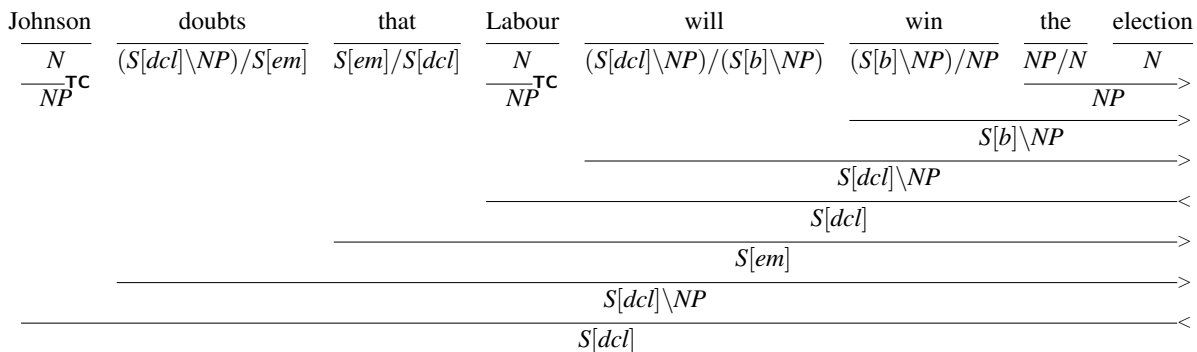 Johnson doubts that Labour will win the election
N (S[dcl]\NP)/S[em] S[em]/S[dcl] N (S[dcl]\NP)/(S[b]\NP) (S[b]\NP)/NP NP/N N
TC TC >
NP NP NP
>
S[b]\NP
>
S[dcl]\NP
<
S[dcl]
>
S[em]
>
S[dcl]\NP
<
S[dcl]